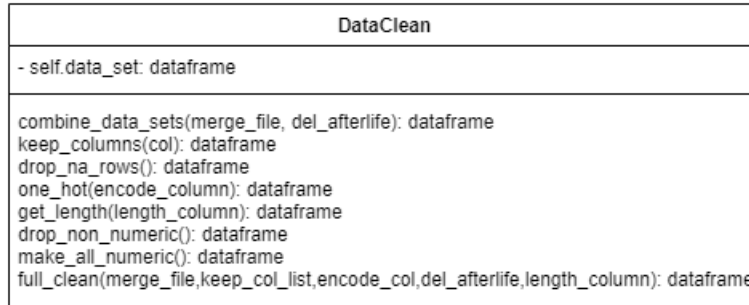 DataClean
- self.data_set: dataframe
combine_data_sets(merge_file, del_afterlife): dataframe
keep_columns(col): dataframe
drop_na_rows(): dataframe
one_hot(encode_column): dataframe
get_length(length_column): dataframe
drop_non_numeric(): dataframe
make_all_numeric(): dataframe
full_clean(merge_file,keep_col_list,encode_col,del_afterlife,length_column): dataframe